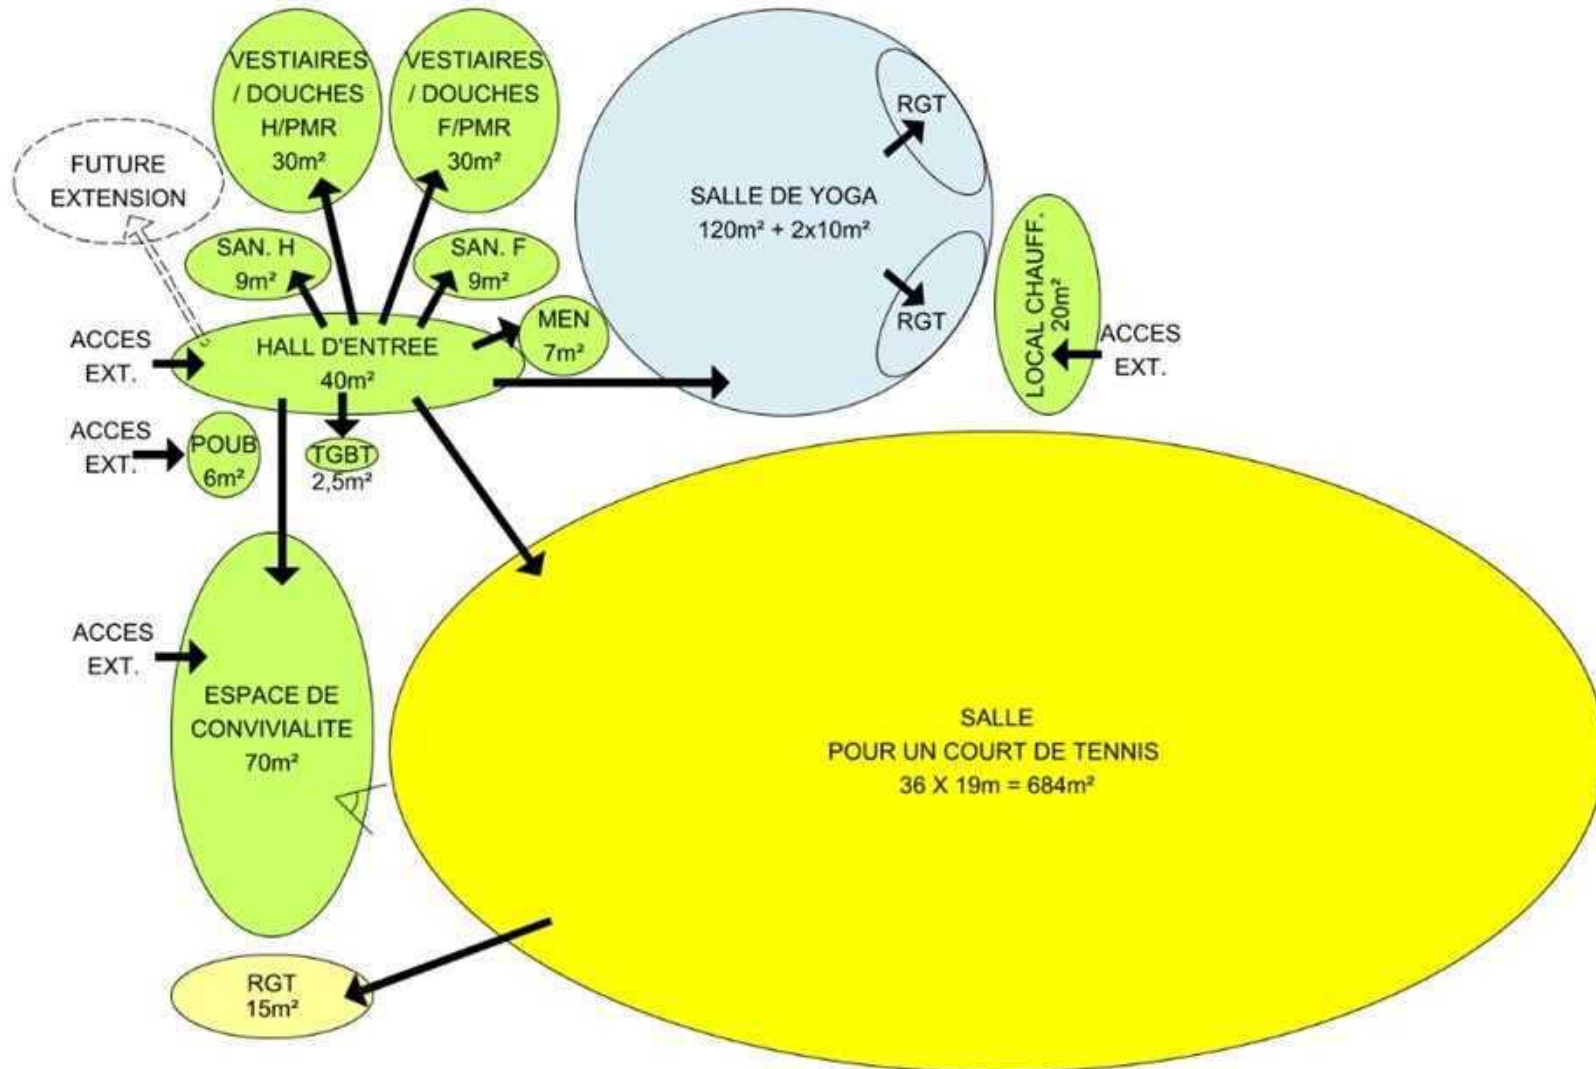 VESTIAIRES
/ DOUCHES
H/PMR
30m²
VESTIAIRES
/ DOUCHES
F/PMR
30m²
FUTURE
EXTENSION
SALLE DE YOGA
120m² + 2x10m²
RGT
RGT
SAN. H
9m²
SAN. F
9m²
MEN
7m²
LOCAL CHAUFF.
20m²
ACCES
EXT.
ACCES
EXT.
HALL D'ENTREE
40m²
ACCES
EXT.
POUB
6m²
TGBT
2,5m²
ACCES
EXT.
ESPACE DE
CONVIVIALITE
70m²
SALLE
POUR UN COURT DE TENNIS
36 X 19m = 684m²
RGT
15m²